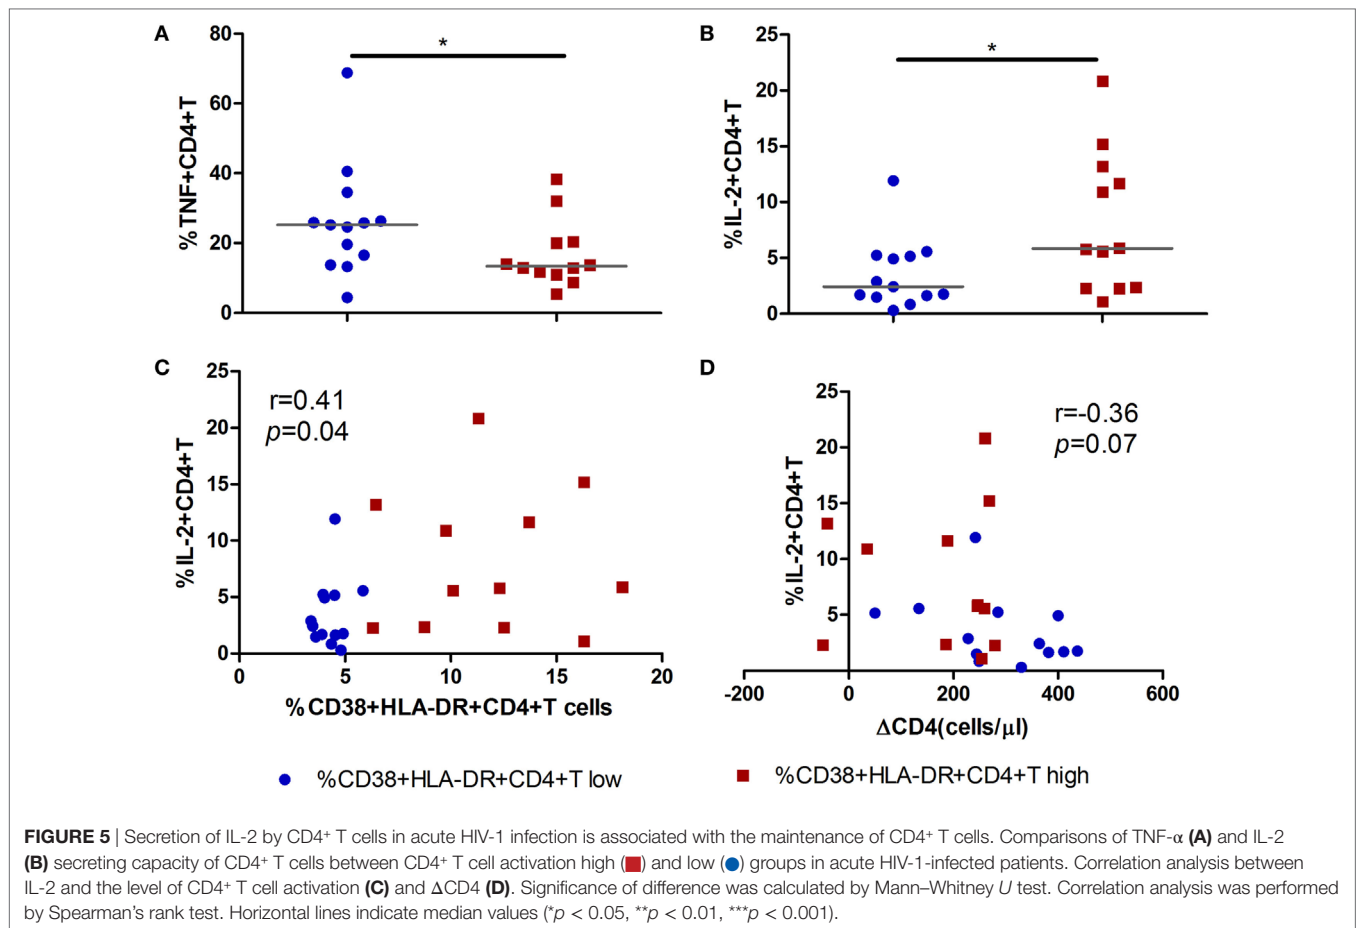 A
80
60
40
20
0
%TNF+CD4+T
*
B
25
20
15
10
5
0
%IL-2+CD4+T
*
C
25
20
15
10
5
0
%IL-2+CD4+T
r=0.41
p=0.04
0 5 10 15 20
%CD38+HLA-DR+CD4+T cells
D
25
20
15
10
5
%IL-2+CD4+T
r=-0.36
p=0.07
-200 0 200 400 600
ΔCD4(cells/μl)
%CD38+HLA-DR+CD4+T low
%CD38+HLA-DR+CD4+T high
FIGURE 5 | Secretion of IL-2 by CD4+ T cells in acute HIV-1 infection is associated with the maintenance of CD4+ T cells. Comparisons of TNF-α (A) and IL-2
(B) secreting capacity of CD4+ T cells between CD4+ T cell activation high (■) and low (●) groups in acute HIV-1-infected patients. Correlation analysis between
IL-2 and the level of CD4+ T cell activation (C) and ΔCD4 (D). Significance of difference was calculated by Mann–Whitney U test. Correlation analysis was performed
by Spearman's rank test. Horizontal lines indicate median values (*p < 0.05, **p < 0.01, ***p < 0.001).